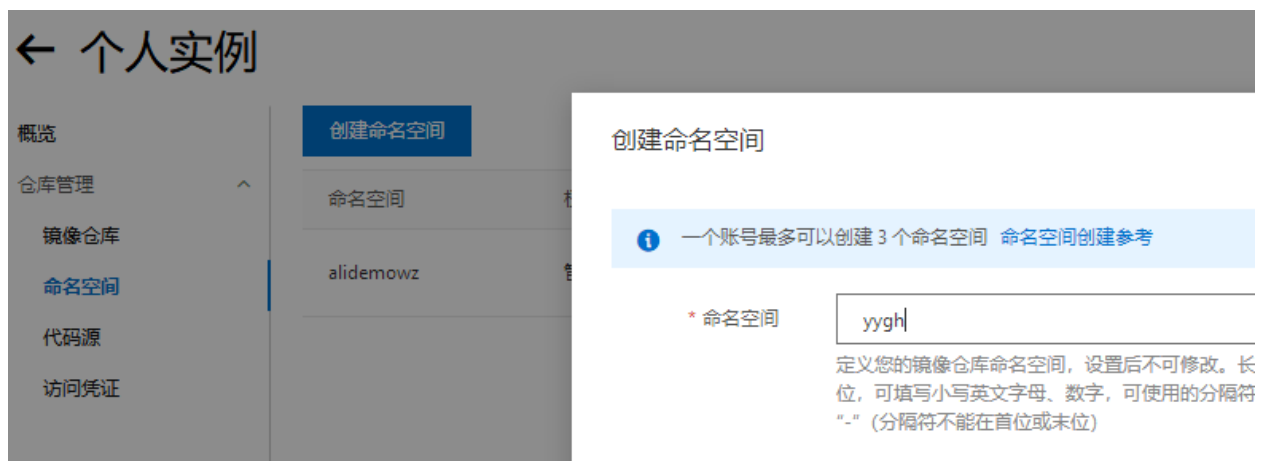 个人实例
概览
仓库管理
镜像仓库
命名空间
代码源
访问凭证
创建命名空间
命名空间
alidemowz
创建命名空间
一个账号最多可以创建 3 个命名空间 命名空间创建参考
* 命名空间
yygh
定义您的镜像仓库命名空间，设置后不可修改。长
位，可填写小写英文字母、数字，可使用的分隔符
“-”（分隔符不能在首位或末位）